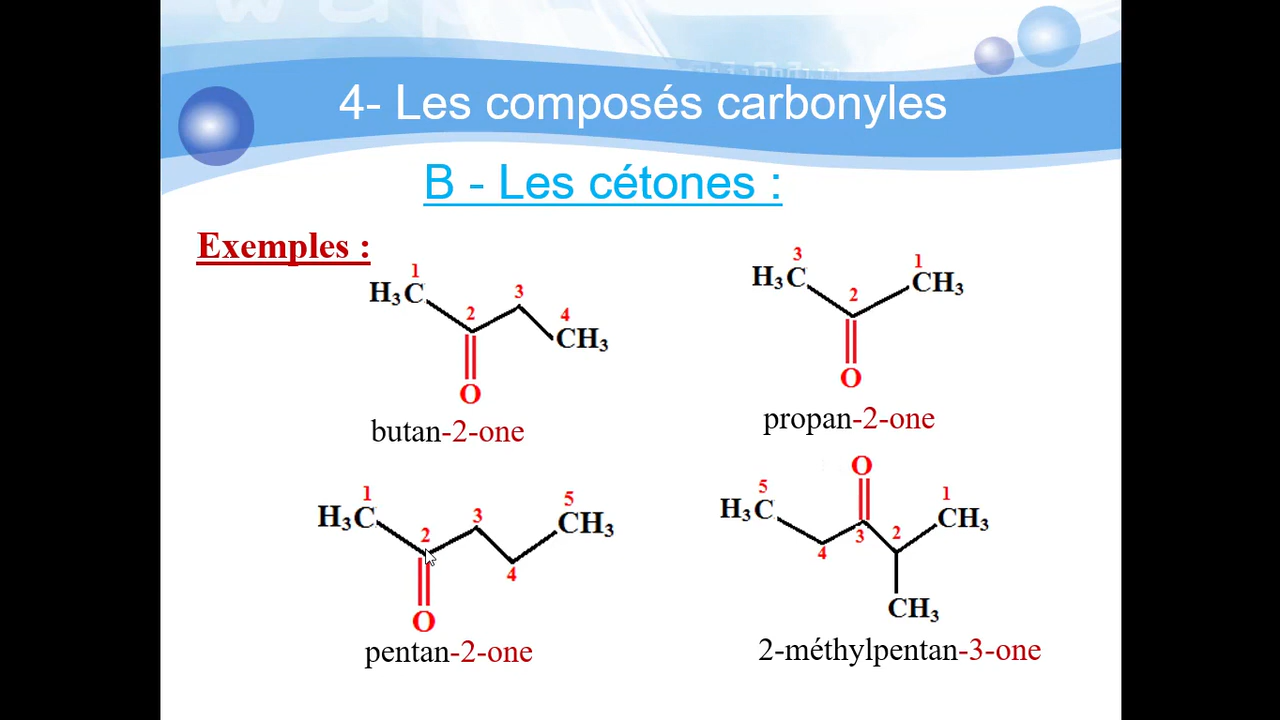 4- Les composés carbonyles
B - Les cétones :
Exemples :
1
H₃C
2
3
4
CH₃
O
butan-2-one
3
H₃C
2
1
CH₃
O
propan-2-one
1
H₃C
2
3
4
5
CH₃
O
pentan-2-one
O
5
H₃C
4
3
2
1
CH₃
CH₃
2-méthylpentan-3-one